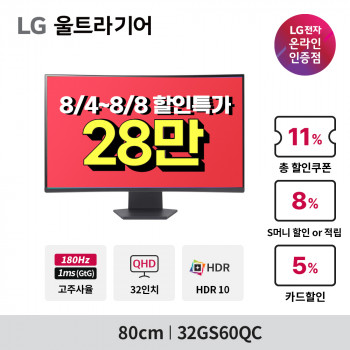 LG 울트라기어
LG전자
온라인
인증점
8/4~8/8 할인특가
28만
11%
총 할인쿠폰
8%
S머니 할인 or 적립
5%
카드할인
180Hz
1ms(GtG)
고주사율
QHD
32인치
HDR
HDR 10
80cm | 32GS60QC